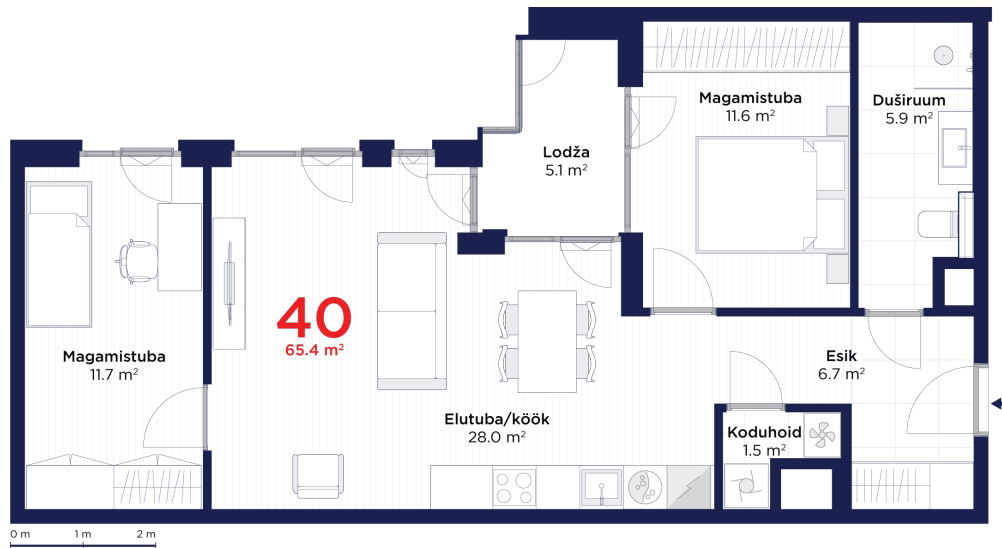 Magamistuba
11.6 m²
Duširuum
5.9 m²
Lodža
5.1 m²
40
65.4 m²
Magamistuba
11.7 m²
Esik
6.7 m²
Elutuba/köök
28.0 m²
Koduhoid
1.5 m²
0 m 1 m 2 m